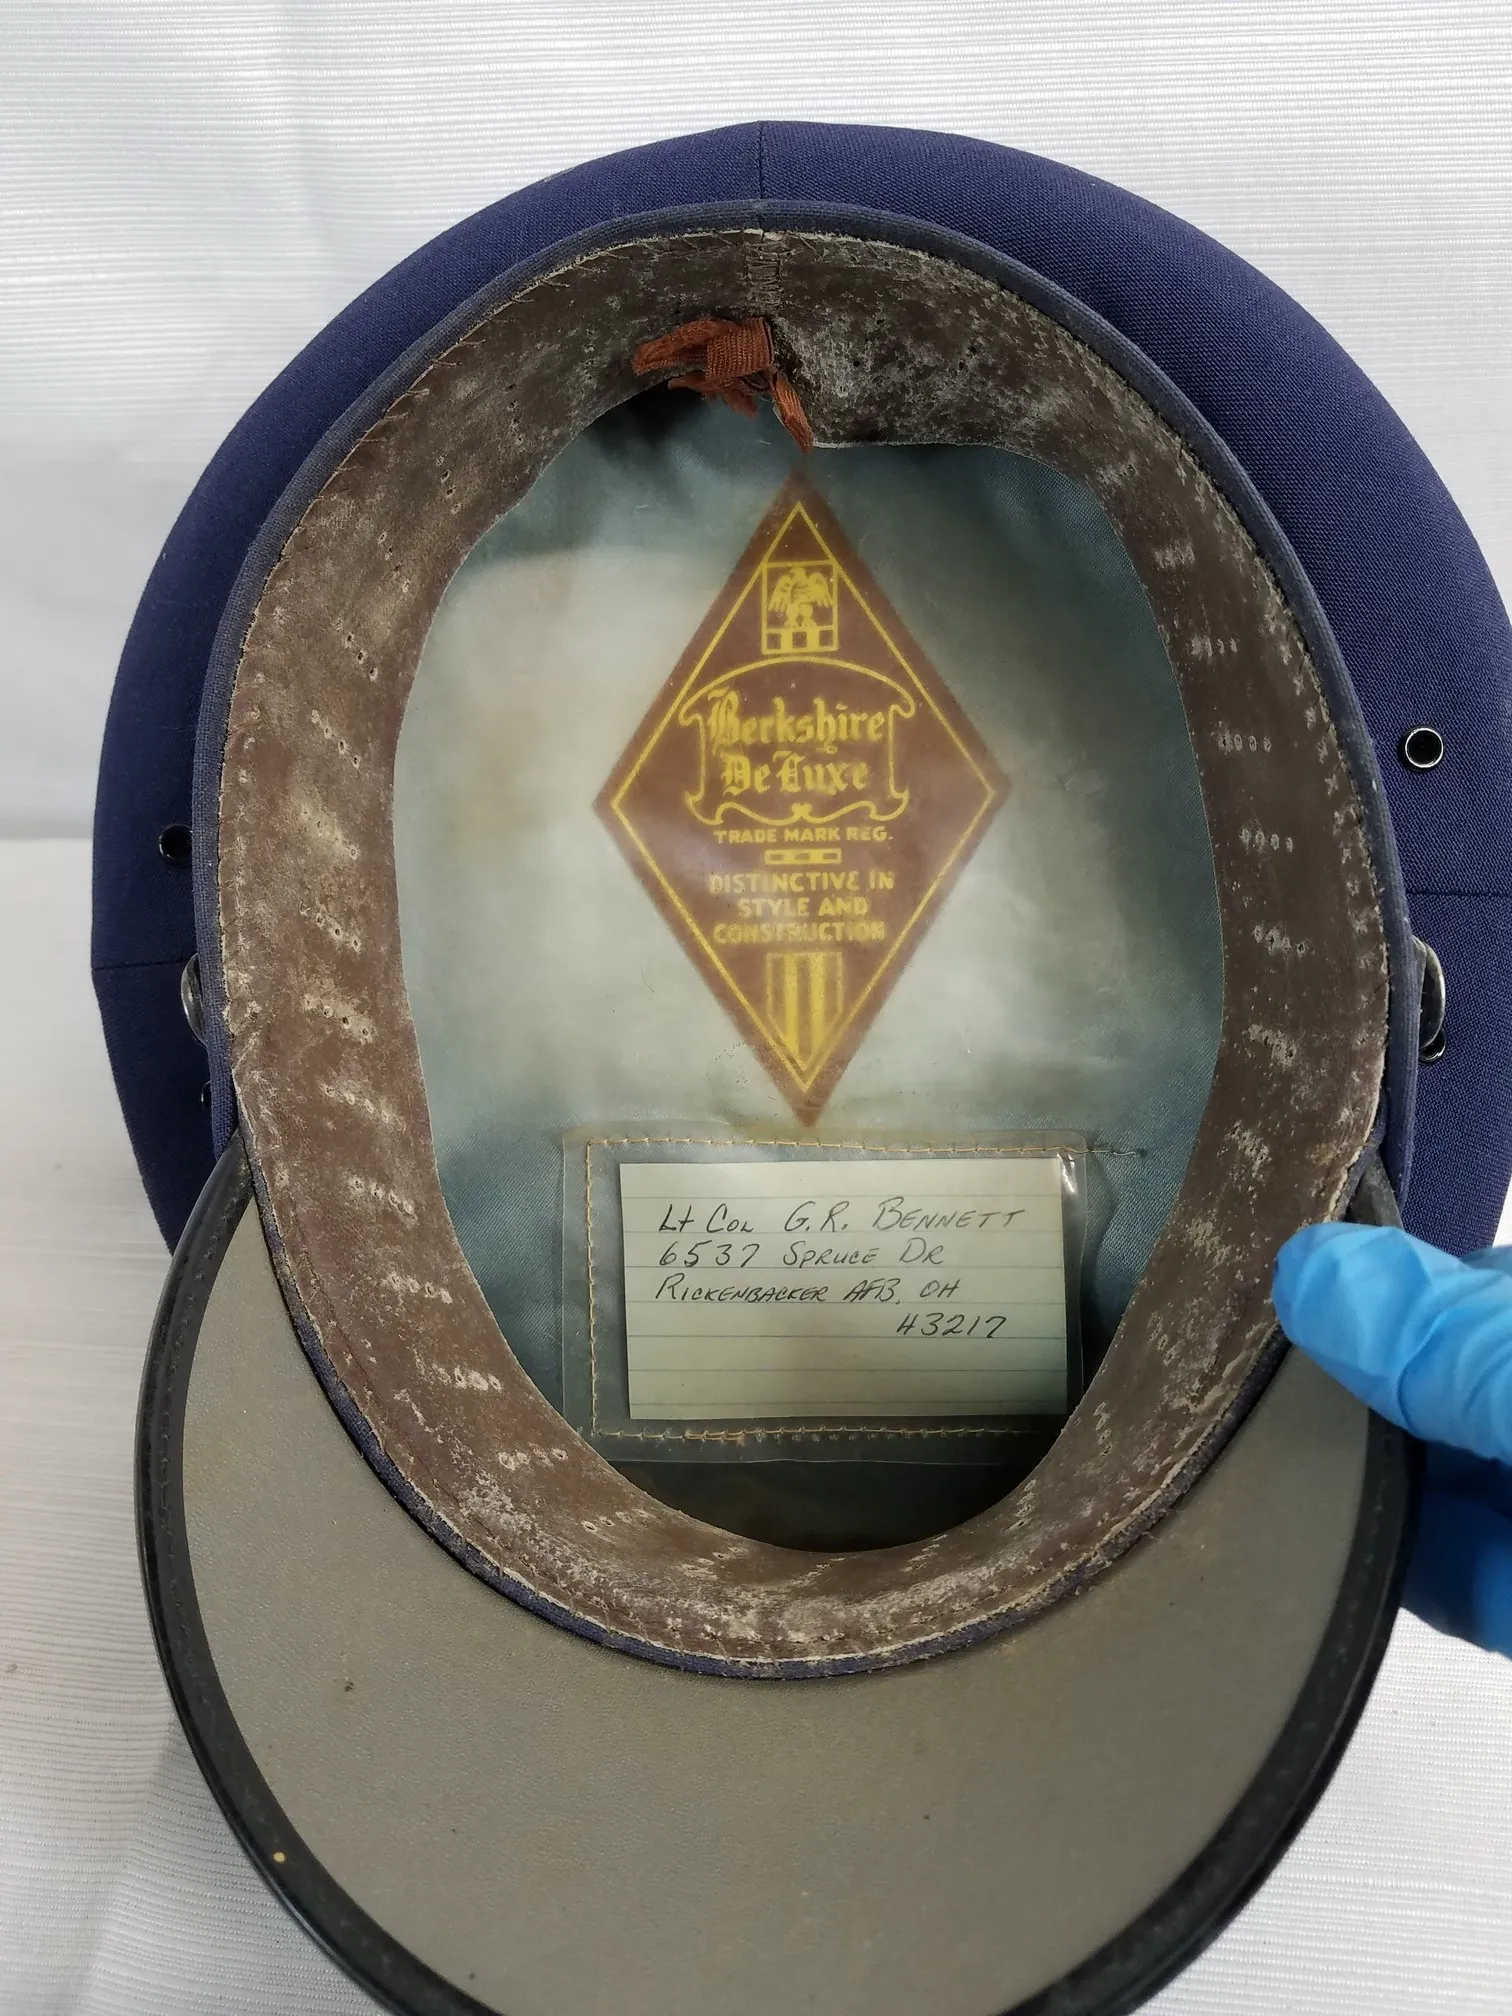 Berkshire
De Luxe
TRADE MARK REG.
DISTINCTIVE IN
STYLE AND
CONSTRUCTION
Lt Col G.R. BENNETT
6537 SPRUCE DR
RICKENBACKER AFB, OH
43217